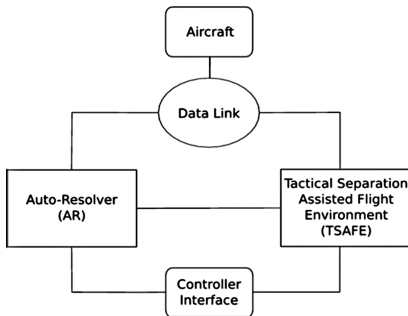 Aircraft
Data Link
Auto-Resolver
(AR)
Tactical Separation
Assisted Flight
Environment
(TSAFE)
Controller
Interface